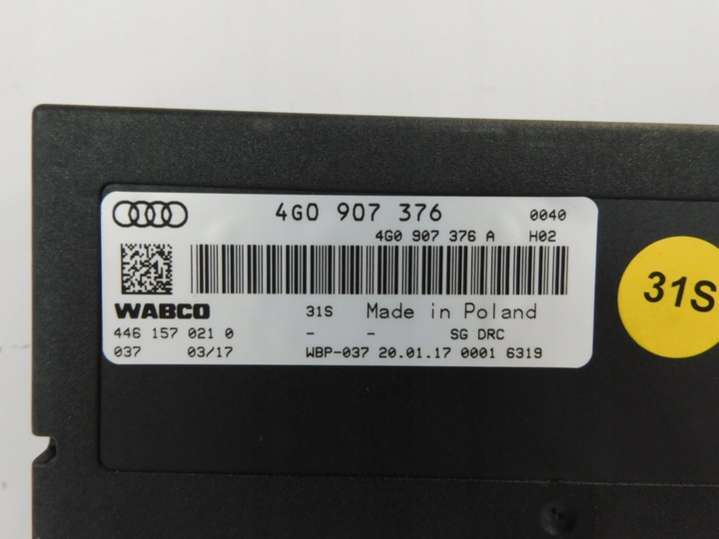 4G0 907 376 0040
4G0 907 376 A H02
WABCO 31S Made in Poland
446 157 021 0 - - SG DRC
037 03/17 WBP-037 20.01.17 0001 6319
31S